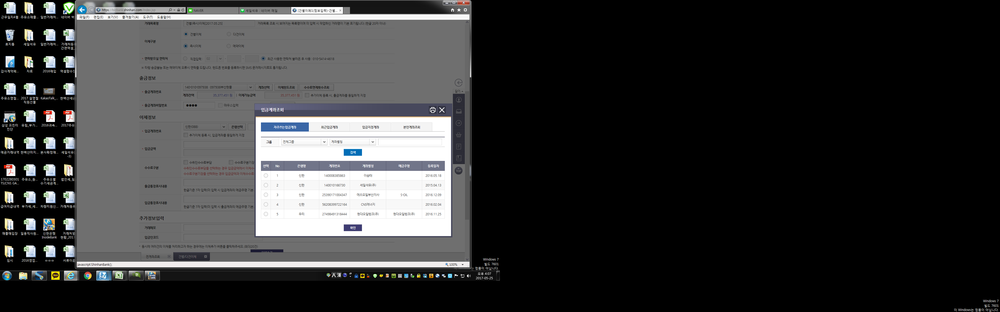 근무일지4월
주유소매출...
일반거래처...
네이버 백
휴지통
세일석유
일반거래처...
거래처등
간편엑셀_
감사계약체...
자료
2016매입
엑셀함수정
주유소명절...
2017 설명절
직원선물
KakaoTalk_...
한백산세금
삼성 프린터
진단
유림_부가...
2016귀속...
2017주유
예금거래내역
한백산미지...
본사확정매...
세일석유(
-3)
1702280301
TS(CNS GA...
주유소_등...
주유소별
수기세금계...
법인세_필
급여지급내역
부가세_세...
차량지원신...
거래처등록
매출매입장
일용직사원...
신한은행
InsideBank
거래처별
현황_2017
임시
2016영업...
ㅁㅁㅁ
서류이름
https://bizbank.shinhan.com/index.jsp
NAVER
세일석유 : 네이버 메일
[건별이체1(정보입력)-건별...
파일(F) 편집(E) 보기(V) 즐겨찾기(A) 도구(T) 도움말(H)
거래목록명 건별(즉시)이체[2017.05.25] 거래목록 조회 시 보여지는 목록명이며 미 입력 시 작업하신 거래명이 기본 표기됩니다.(한글 20자 이내)
이체구분
건별이체 다건이체
즉시이체 예약이체
연락받으실 연락처 직접입력 : 02 - - 최근 사용한 연락처 불러온 후 사용 : 010-5414-4618
※ 타행 송금불능 또는 예약이체 오류시 연락을 드립니다. 핸드폰 번호를 등록하시면 SMS 문자메시지로도 통지됩니다.
출금정보
출금계좌번호
140-010-097938 097938부산현풀 계좌선택 이체한도조회 수수료면제횟수조회
계좌잔액 35,377,451 원 | 이체가능금액 35,377,451 원 추가이체 등록 시, 출금계좌를 동일하게 지정
출금계좌비밀번호 ●●●● 마우스입력
이체정보
입금계좌번호
신한(088) 은행선택
추가이체 등록 시, 입금계좌를 동일하게 지정
입금금액
수수료구분
수취인수수료부담 수수료구분기장
수취인수수료부담을 선택하는 경우 입금금액에서 이체수
수수료구분기장을 선택하는 경우 입금금액과 이체수수료
출금통장표시내용
한글기준 7자 입력(미 입력 시 입금계좌의 예금주명 기본
입금통장표시내용
한글기준 7자 입력(미 입력 시 출금계좌의 예금주명 기본
추가정보입력
거래메모
입금인코드
동시에 여러건의 이체를 처리하고자 하는 경우에는 이체추가 버튼을 클릭해주세요.(최대20건)
전계좌조회 건별/다건이체
닫기
TOP
입금계좌조회
자주쓰는입금계좌 최근입금계좌 입금지정계좌 본인계좌조회
그룹 전체그룹 계좌별칭
검색
선택 No 은행명 계좌번호 계좌별칭 예금주명 등록일자
1 신한 140008385863 이승태 2016.05.18
2 신한 140010166730 세일석유(주) 2015.04.13
3 신한 25390171004347 에쓰오일부산지사 S-OIL 2016.12.09
4 신한 56208399722164 CNS에너지 2016.02.04
5 우리 27498491318444 현대오일뱅크(주) 현대오일뱅크(주) 2016.11.25
확인
javascript:ShinhanBank();
100%
Windows 7
빌드 7601
는 정품이 아닙니다.
TALK
Inside
Bank
A 漢
오후 4:07
2017-05-25
Windows 7
빌드 7601
이 Windows는 정품이 아닙니다.